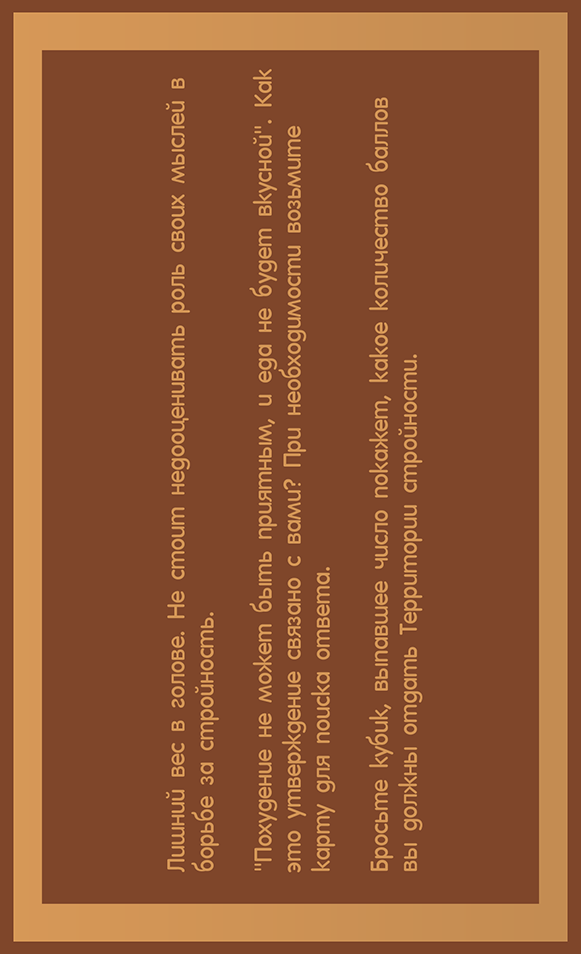 Лишний вес в голове. Не стоит недооценивать роль своих мыслей в
борьбе за стройность.
"Похудение не может быть приятным, и еда не будет вкусной". Как
это утверждение связано с вами? При необходимости возьмите
карту для поиска ответа.
Бросьте кубик, выпавшее число покажет, какое количество баллов
вы должны отдать Территории стройности.